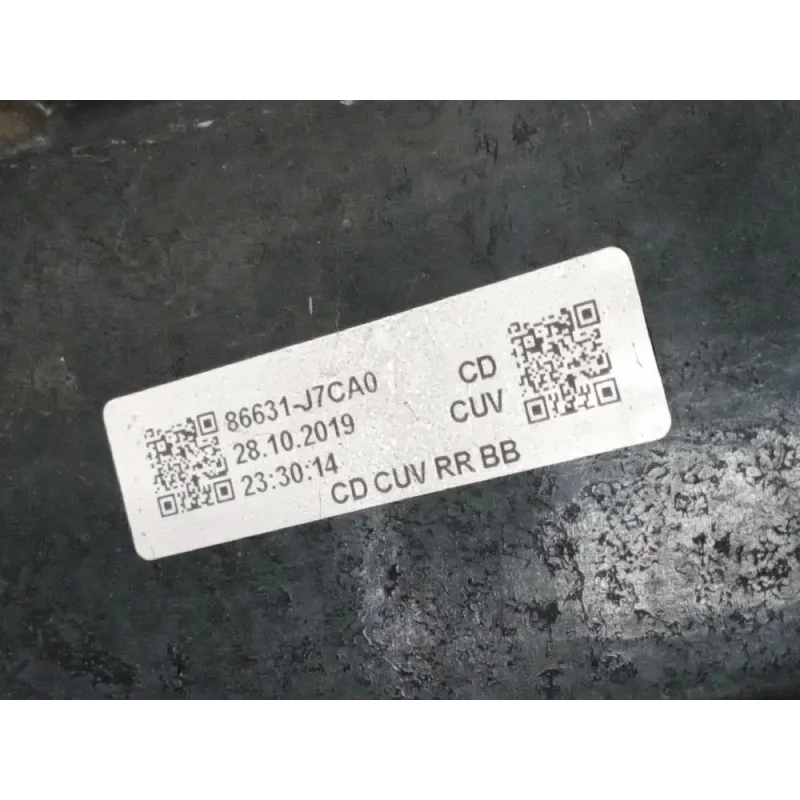 86631-J7CA0
28.10.2019
23:30:14
CD
CUV
CD CUV RR BB